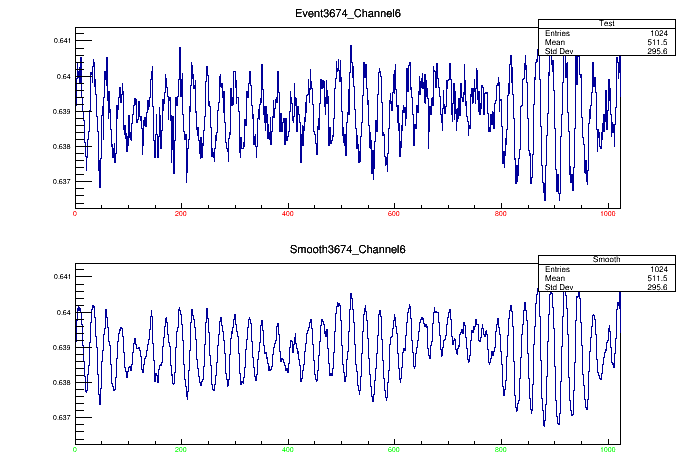 Event3674_Channel6
Test
Entries 1024
Mean 511.5
Std Dev 295.6
0.641
0.64
0.639
0.638
0.637
0 200 400 600 800 1000
Smooth3674_Channel6
Smooth
Entries 1024
Mean 511.5
Std Dev 295.6
0.641
0.64
0.639
0.638
0.637
0 200 400 600 800 1000